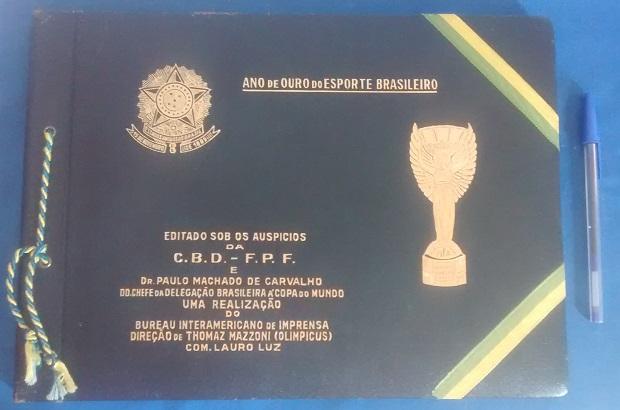 ANO DE OURO DO ESPORTE BRASILEIRO
EDITADO SOB OS AUSPICIOS
DA
C.B.D. - F.P.F.
E
DR. PAULO MACHADO DE CARVALHO
DD. CHEFE DA DELEGAÇÃO BRASILEIRA À COPA DO MUNDO
UMA REALIZAÇÃO
DO
BUREAU INTERAMERICANO DE IMPRENSA
DIREÇÃO DE THOMAZ MAZZONI (OLIMPICUS)
COM. LAURO LUZ